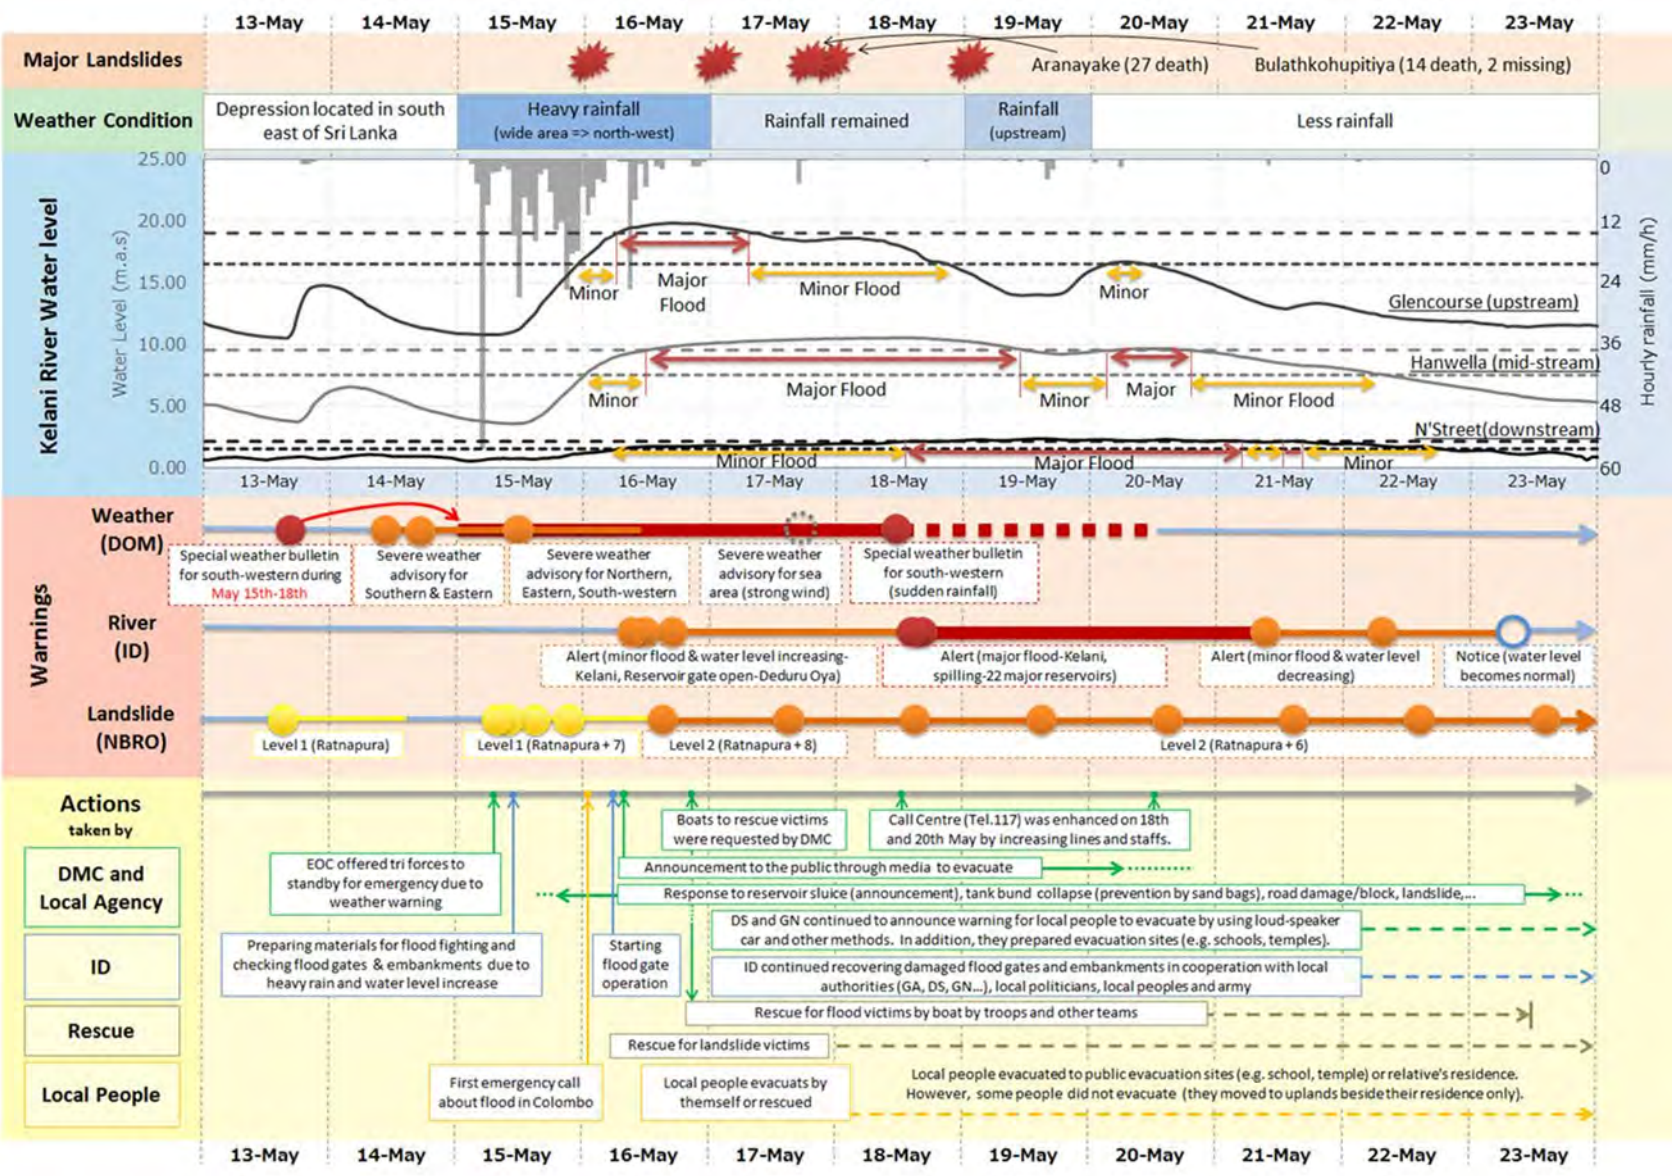 13-May 14-May 15-May 16-May 17-May 18-May 19-May 20-May 21-May 22-May 23-May
Major Landslides
Aranayake (27 death)
Bulathkohupitiya (14 death, 2 missing)
Weather Condition
Depression located in south
east of Sri Lanka
Heavy rainfall
(wide area => north-west)
Rainfall remained
Rainfall
(upstream)
Less rainfall
Kelani River Water level
Water Level (m.a.s)
25.00
20.00
15.00
10.00
5.00
0.00
Hourly rainfall (mm/h)
0
12
24
36
48
60
Minor
Major
Flood
Minor Flood
Minor
Glencourse (upstream)
Minor
Major Flood
Minor
Major
Minor Flood
Hanwella (mid-stream)
N'Street(downstream)
Minor Flood
Major Flood
Minor
13-May 14-May 15-May 16-May 17-May 18-May 19-May 20-May 21-May 22-May 23-May
Warnings
Weather
(DOM)
Special weather bulletin
for south-western during
May 15th-18th
Severe weather
advisory for
Southern & Eastern
Severe weather
advisory for Northern,
Eastern, South-western
Severe weather
advisory for sea
area (strong wind)
Special weather bulletin
for south-western
(sudden rainfall)
River
(ID)
Alert (minor flood & water level increasing-
Kelani, Reservoir gate open-Deduru Oya)
Alert (major flood-Kelani,
spilling-22 major reservoirs)
Alert (minor flood & water level
decreasing)
Notice (water level
becomes normal)
Landslide
(NBRO)
Level 1 (Ratnapura)
Level 1 (Ratnapura + 7)
Level 2 (Ratnapura + 8)
Level 2 (Ratnapura + 6)
Actions
taken by
DMC and
Local Agency
Boats to rescue victims
were requested by DMC
Call Centre (Tel.117) was enhanced on 18th
and 20th May by increasing lines and staffs.
EOC offered tri forces to
standby for emergency due to
weather warning
Announcement to the public through media to evacuate
Response to reservoir sluice (announcement), tank bund collapse (prevention by sand bags), road damage/block, landslide,...
DS and GN continued to announce warning for local people to evacuate by using loud-speaker
car and other methods. In addition, they prepared evacuation sites (e.g. schools, temples).
ID
Preparing materials for flood fighting and
checking flood gates & embankments due to
heavy rain and water level increase
Starting
flood gate
operation
ID continued recovering damaged flood gates and embankments in cooperation with local
authorities (GA, DS, GN...), local politicians, local peoples and army
Rescue
Rescue for flood victims by boat by troops and other teams
Rescue for landslide victims
Local People
First emergency call
about flood in Colombo
Local people evacuats by
themself or rescued
Local people evacuated to public evacuation sites (e.g. school, temple) or relative's residence.
However, some people did not evacuate (they moved to uplands beside their residence only).
13-May 14-May 15-May 16-May 17-May 18-May 19-May 20-May 21-May 22-May 23-May